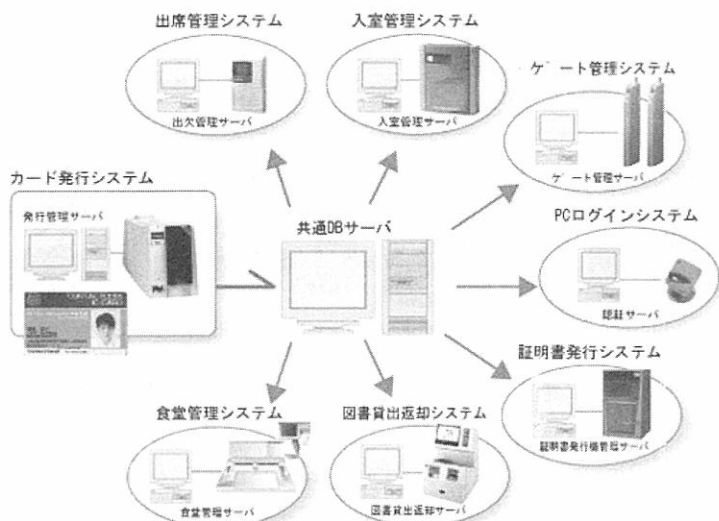 出席管理システム
出欠管理サーバ
入室管理システム
入室管理サーバ
ゲート管理システム
ゲート管理サーバ
カード発行システム
発行管理サーバ
共通DBサーバ
PCログインシステム
認証サーバ
証明書発行システム
証明書発行機管理サーバ
食堂管理システム
食堂管理サーバ
図書貸出返却システム
図書貸出返却サーバ